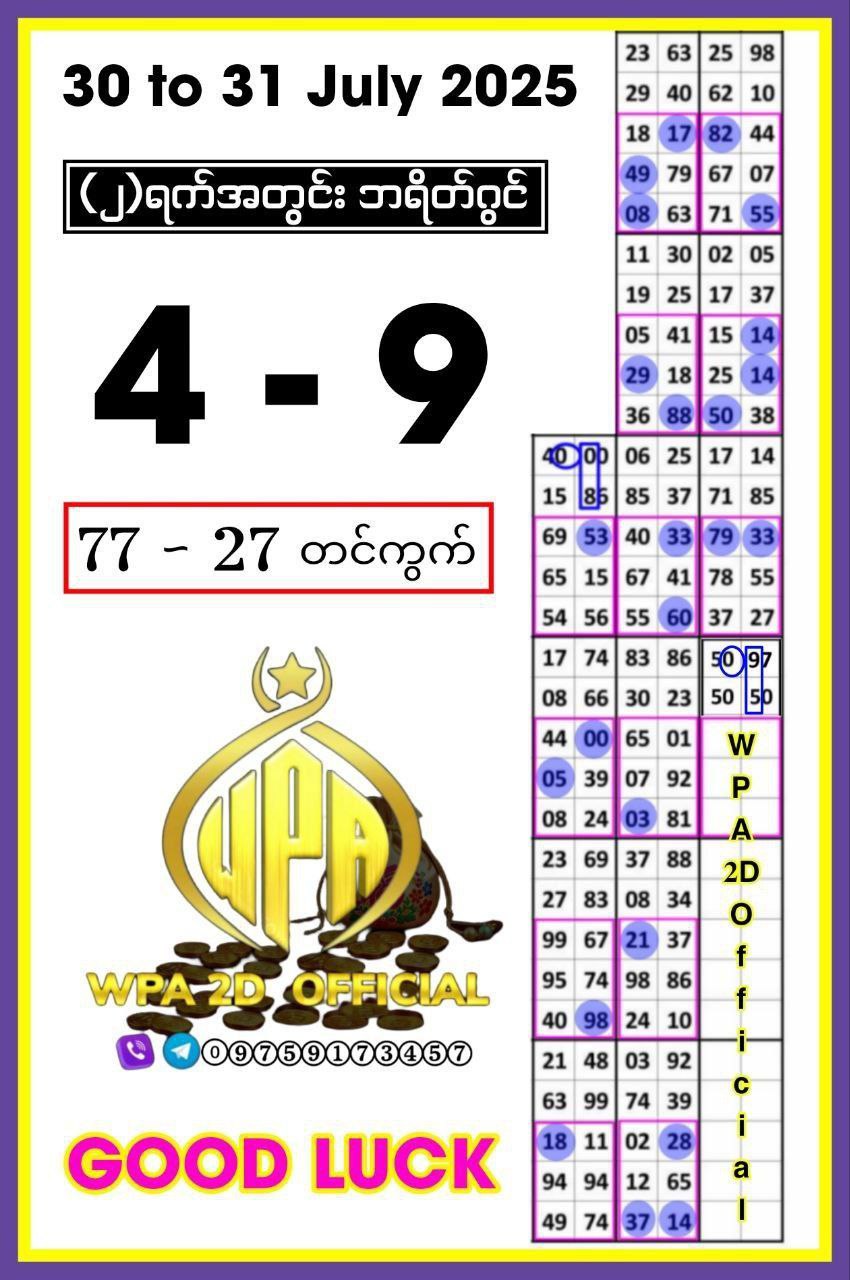 30 to 31 July 2025
(၂)ရက်အတွင်း ဘရိတ်ဂွင်
4 - 9
77 - 27 တင်ကွက်
WPA
WPA 2D OFFICIAL
09759173457
GOOD LUCK
23 63 25 98
29 40 62 10
18 17 82 44
49 79 67 07
08 63 71 55
11 30 02 05
19 25 17 37
05 41 15 14
29 18 25 14
36 88 50 38
40 00 06 25 17 14
15 86 85 37 71 85
69 53 40 33 79 33
65 15 67 41 78 55
54 56 55 60 37 27
17 74 83 86 50 97
08 66 30 23 50 50
44 00 65 01
05 39 07 92
08 24 03 81
23 69 37 88
27 83 08 34
99 67 21 37
95 74 98 86
40 98 24 10
21 48 03 92
63 99 74 39
18 11 02 28
94 94 12 65
49 74 37 14
WPA 2D Official